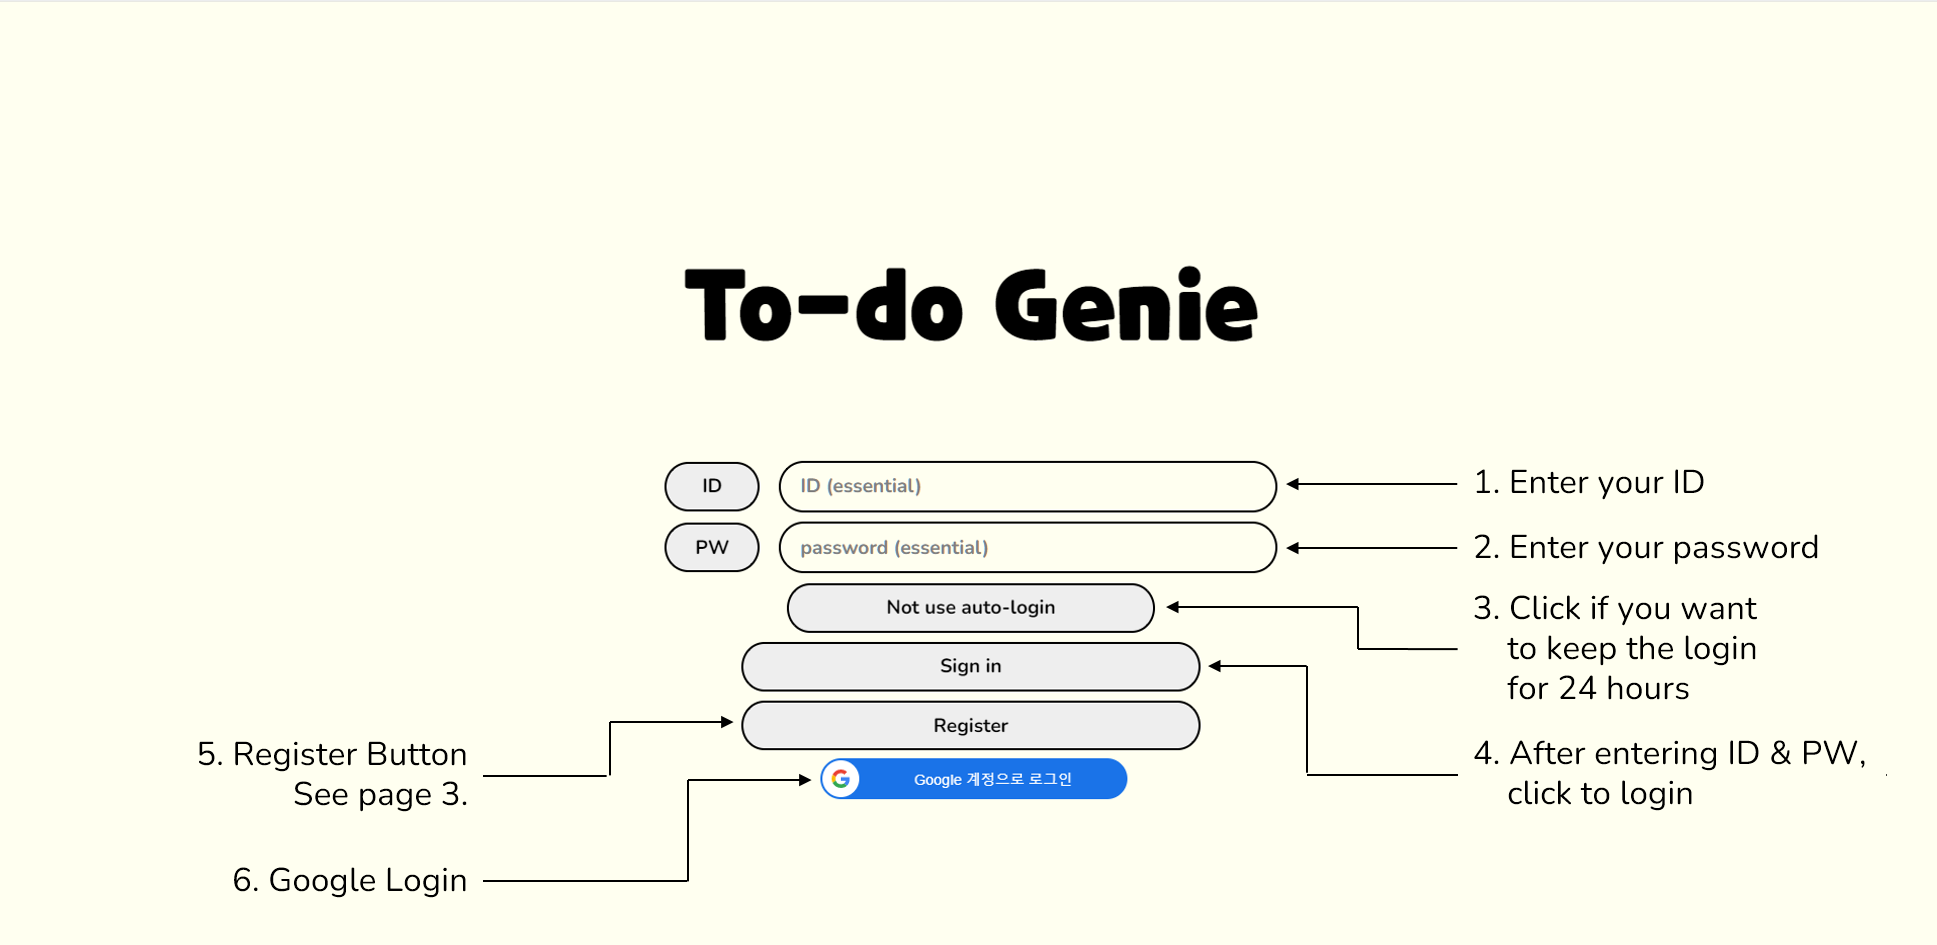 To-do Genie
ID
ID (essential)
1. Enter your ID
PW
password (essential)
2. Enter your password
Not use auto-login
3. Click if you want
to keep the login
for 24 hours
Sign in
Register
5. Register Button
See page 3.
4. After entering ID & PW,
click to login
Google 계정으로 로그인
6. Google Login